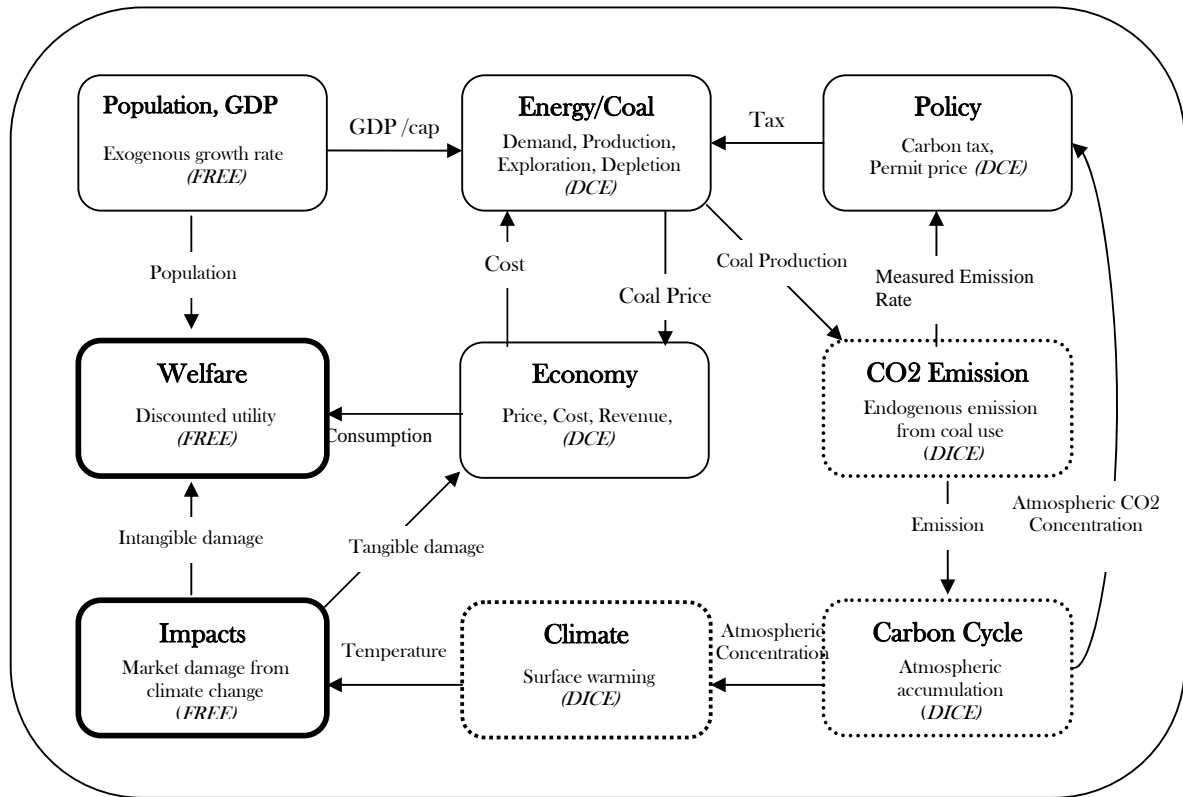 Population, GDP
Exogenous growth rate
(FREE)
GDP /cap
Energy/Coal
Demand, Production,
Exploration, Depletion
(DCE)
Tax
Policy
Carbon tax,
Permit price (DCE)
Population
Cost
Coal Price
Coal Production
Measured Emission
Rate
Welfare
Discounted utility
(FREE)
Consumption
Economy
Price, Cost, Revenue,
(DCE)
CO2 Emission
Endogenous emission
from coal use
(DICE)
Intangible damage
Tangible damage
Emission
Atmospheric CO2
Concentration
Impacts
Market damage from
climate change
(FREE)
Temperature
Climate
Surface warming
(DICE)
Atmospheric
Concentration
Carbon Cycle
Atmospheric
accumulation
(DICE)